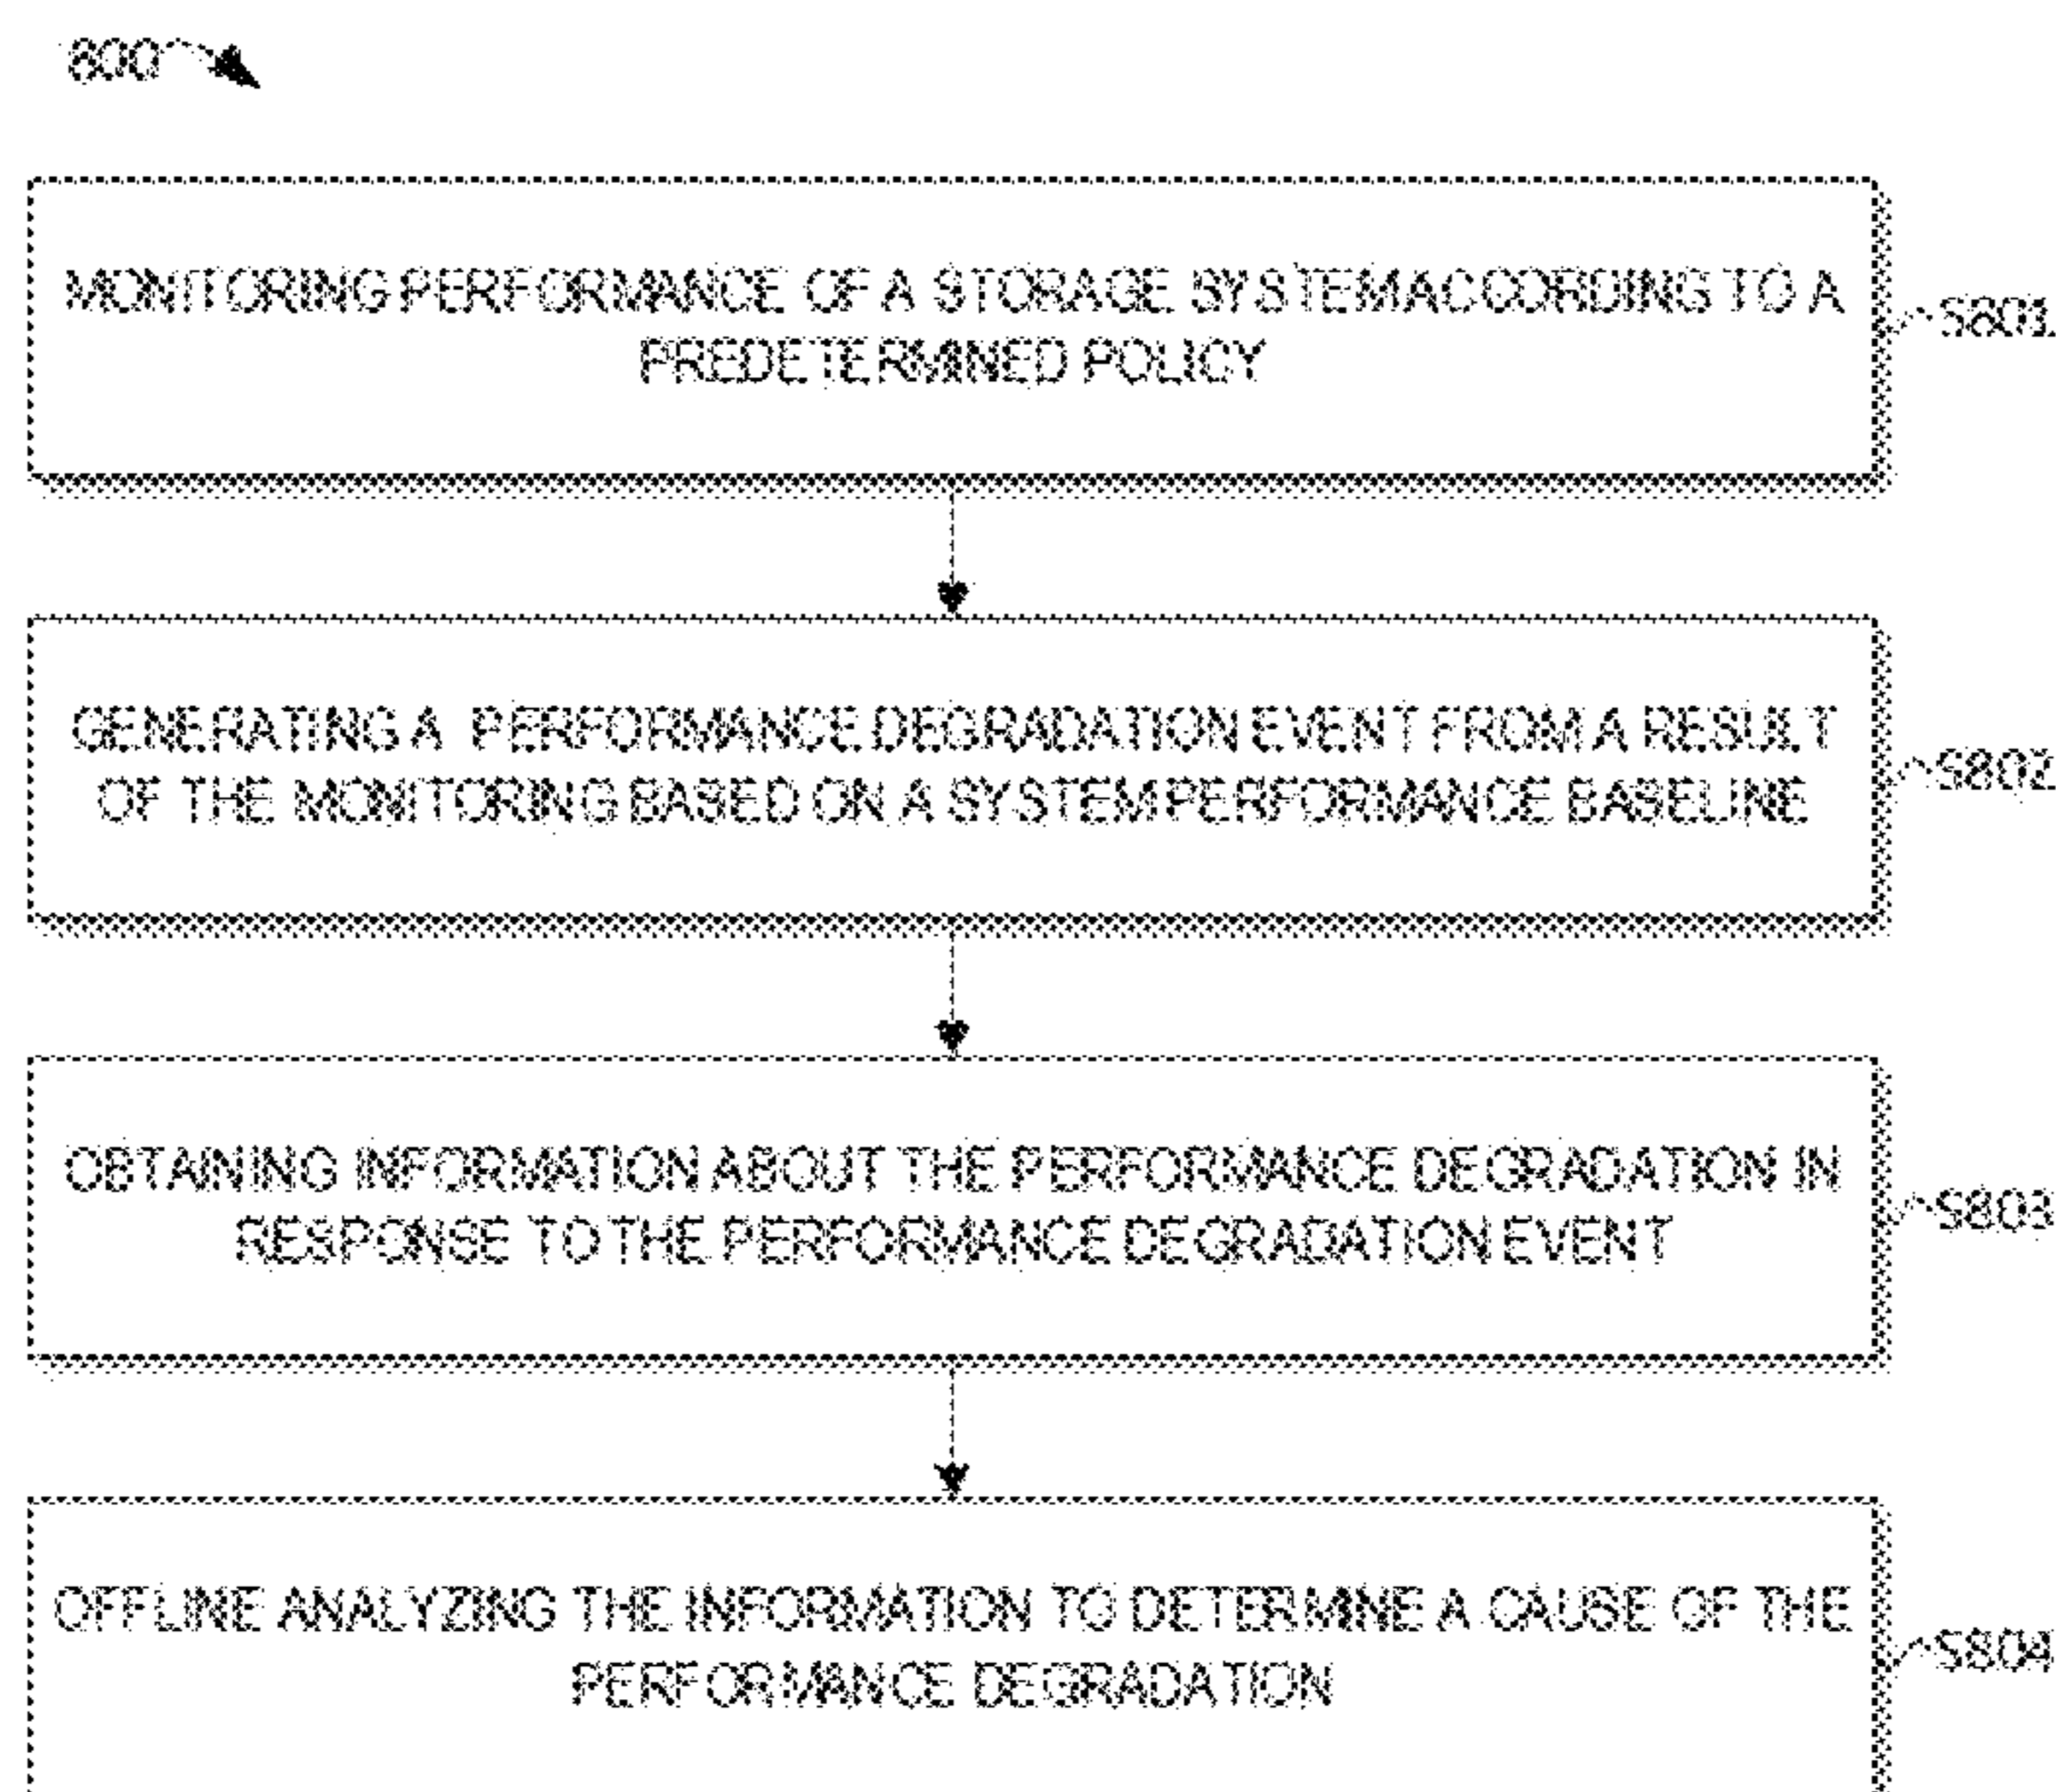 800
MONITORING PERFORMANCE OF A STORAGE SYSTEM ACCORDING TO A
PREDETERMINED POLICY
S801
GENERATING A PERFORMANCE DEGRADATION EVENT FROM A RESULT
OF THE MONITORING BASED ON A SYSTEM PERFORMANCE BASELINE
S802
OBTAINING INFORMATION ABOUT THE PERFORMANCE DEGRADATION IN
RESPONSE TO THE PERFORMANCE DEGRADATION EVENT
S803
OFFLINE ANALYZING THE INFORMATION TO DETERMINE A CAUSE OF THE
PERFORMANCE DEGRADATION
S804